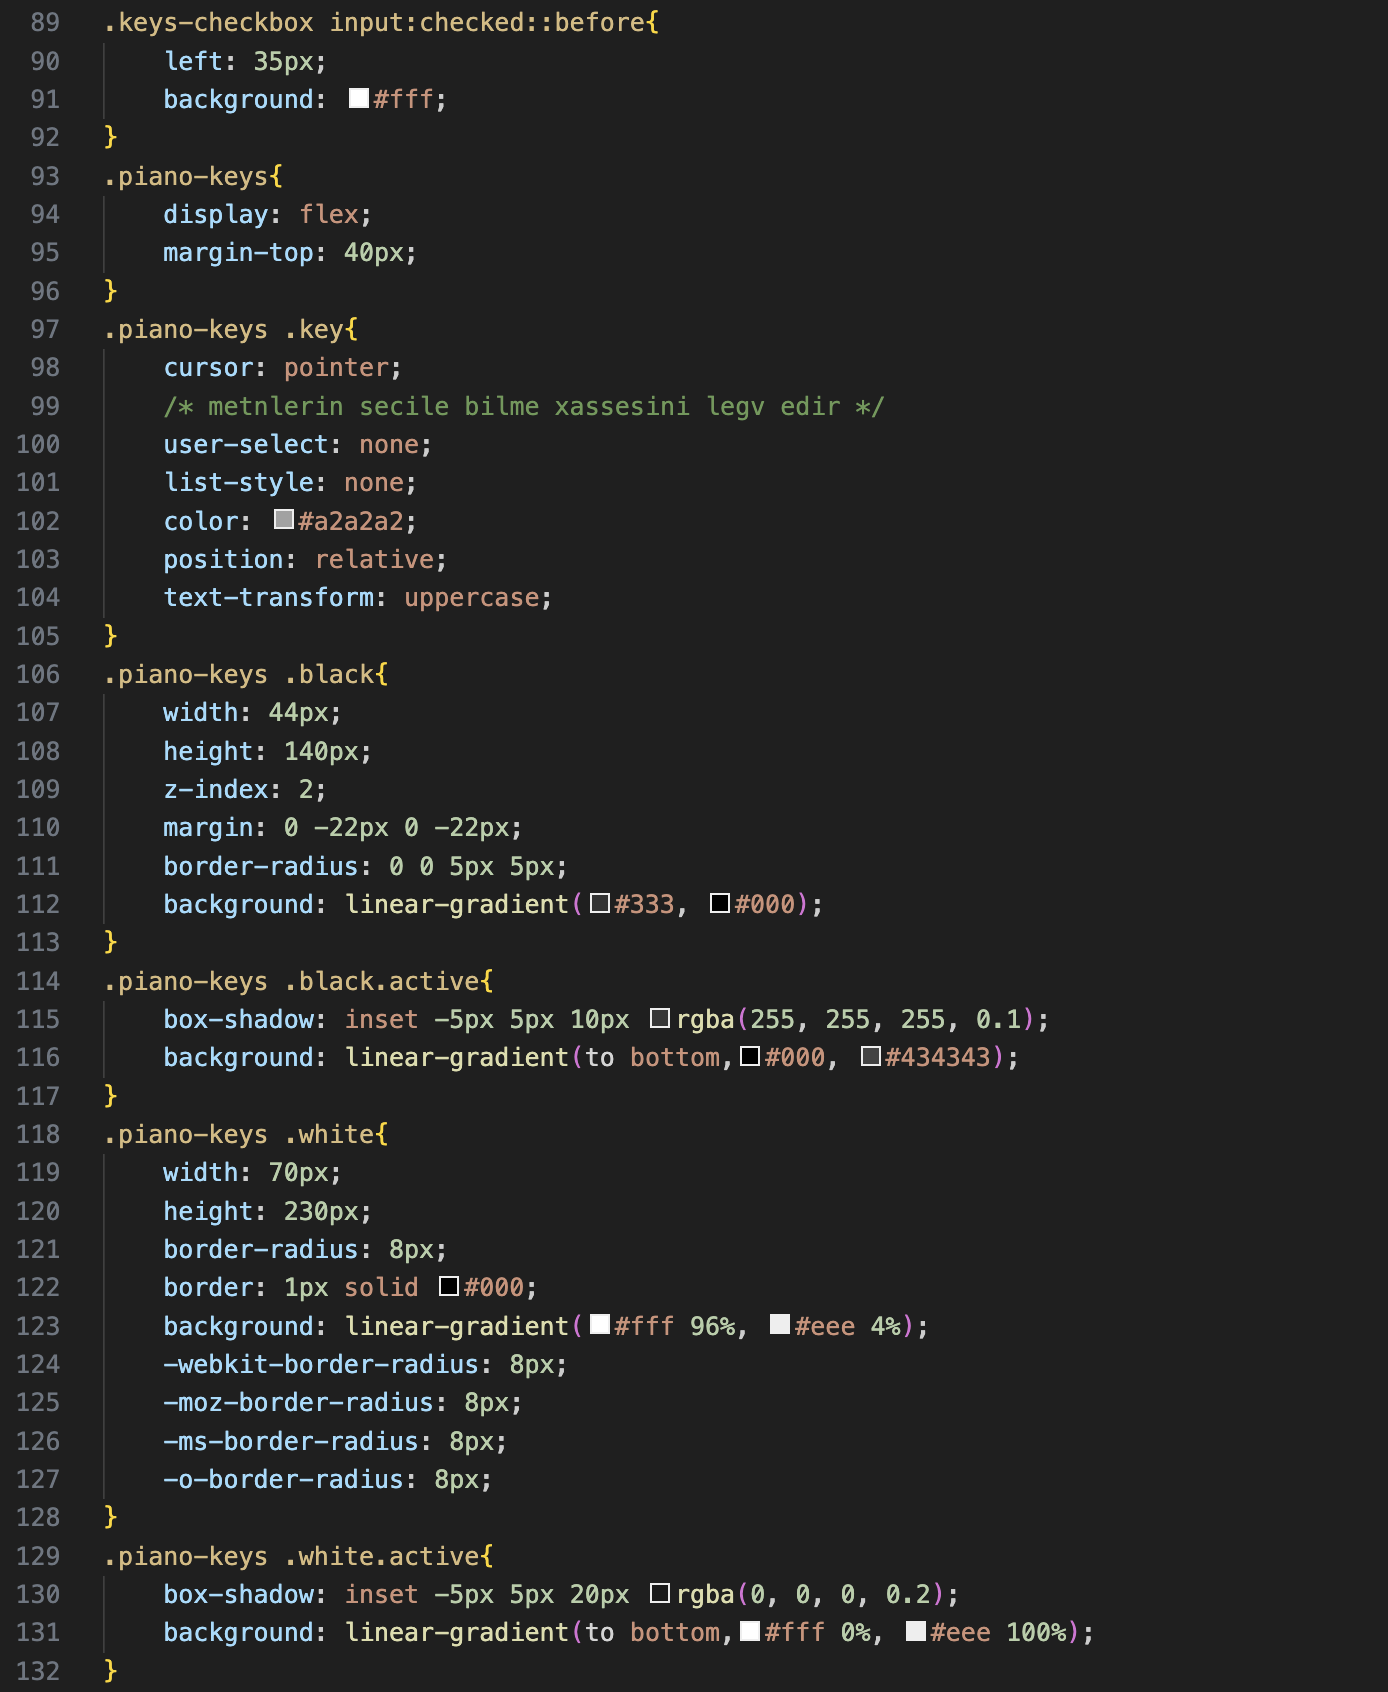 89 .keys-checkbox input:checked::before{
90     left: 35px;
91     background: #fff;
92 }
93 .piano-keys{
94     display: flex;
95     margin-top: 40px;
96 }
97 .piano-keys .key{
98     cursor: pointer;
99     /* metnlerin secile bilme xassesini legv edir */
100     user-select: none;
101     list-style: none;
102     color: #a2a2a2;
103     position: relative;
104     text-transform: uppercase;
105 }
106 .piano-keys .black{
107     width: 44px;
108     height: 140px;
109     z-index: 2;
110     margin: 0 -22px 0 -22px;
111     border-radius: 0 0 5px 5px;
112     background: linear-gradient(#333, #000);
113 }
114 .piano-keys .black.active{
115     box-shadow: inset -5px 5px 10px rgba(255, 255, 255, 0.1);
116     background: linear-gradient(to bottom,#000, #434343);
117 }
118 .piano-keys .white{
119     width: 70px;
120     height: 230px;
121     border-radius: 8px;
122     border: 1px solid #000;
123     background: linear-gradient(#fff 96%, #eee 4%);
124     -webkit-border-radius: 8px;
125     -moz-border-radius: 8px;
126     -ms-border-radius: 8px;
127     -o-border-radius: 8px;
128 }
129 .piano-keys .white.active{
130     box-shadow: inset -5px 5px 20px rgba(0, 0, 0, 0.2);
131     background: linear-gradient(to bottom,#fff 0%, #eee 100%);
132 }